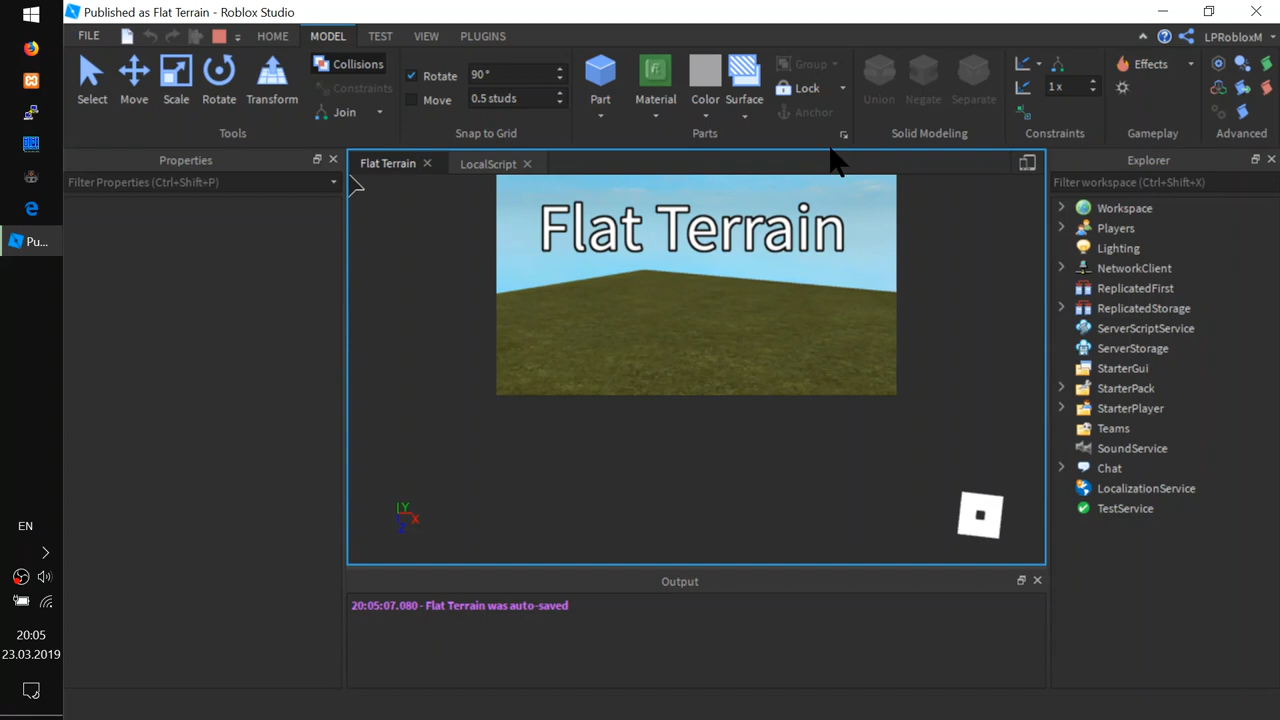 Published as Flat Terrain - Roblox Studio
FILE
HOME
MODEL
TEST
VIEW
PLUGINS
LPRobloxM
Select
Move
Scale
Rotate
Transform
Collisions
Constraints
Join
Tools
Rotate
90°
Move
0.5 studs
Snap to Grid
Part
Material
Color
Surface
Group
Lock
Anchor
Parts
Union
Negate
Separate
Solid Modeling
1 x
Constraints
Effects
Gameplay
Advanced
Properties
Filter Properties (Ctrl+Shift+P)
Flat Terrain
LocalScript
Flat Terrain
Y
X
Z
Output
20:05:07.080 - Flat Terrain was auto-saved
Explorer
Filter workspace (Ctrl+Shift+X)
Workspace
Players
Lighting
NetworkClient
ReplicatedFirst
ReplicatedStorage
ServerScriptService
ServerStorage
StarterGui
StarterPack
StarterPlayer
Teams
SoundService
Chat
LocalizationService
TestService
Pu...
EN
20:05
23.03.2019